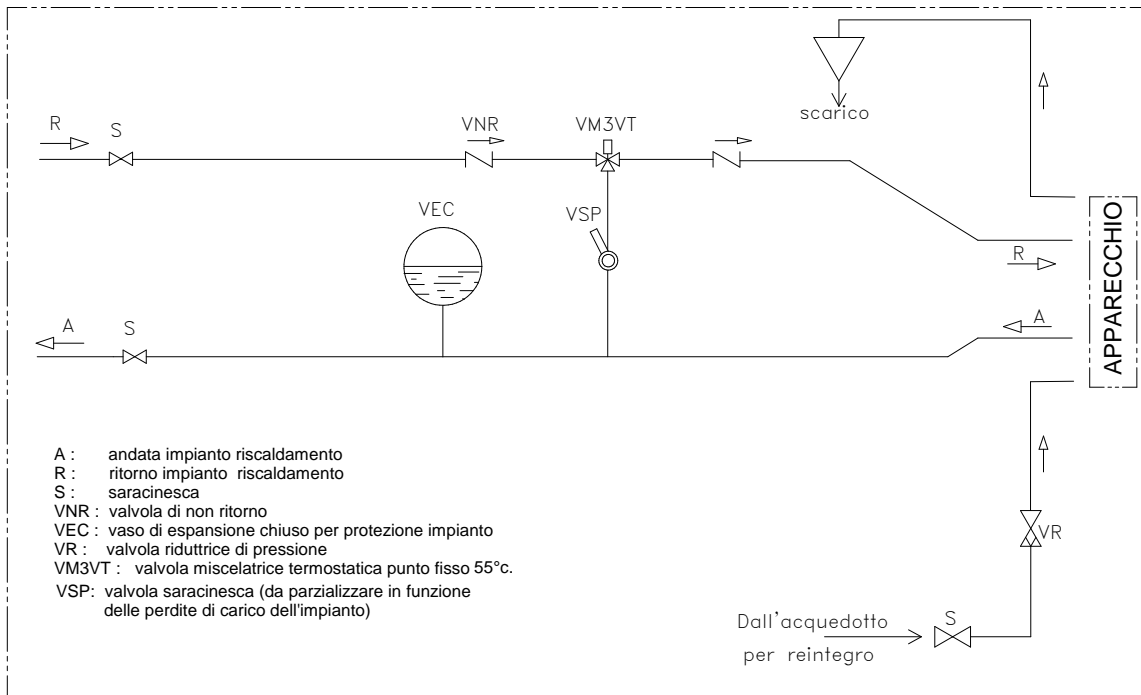 scarico
R
S
VNR
VM3VT
VEC
VSP
R
APPARECCHIO
A
S
A
A : andata impianto riscaldamento
R : ritorno impianto riscaldamento
S : saracinesca
VNR : valvola di non ritorno
VEC : vaso di espansione chiuso per protezione impianto
VR : valvola riduttrice di pressione
VM3VT : valvola miscelatrice termostatica punto fisso 55°c.
VSP: valvola saracinesca (da parzializzare in funzione
delle perdite di carico dell'impianto)
VR
Dall'acquedotto
per reintegro
S